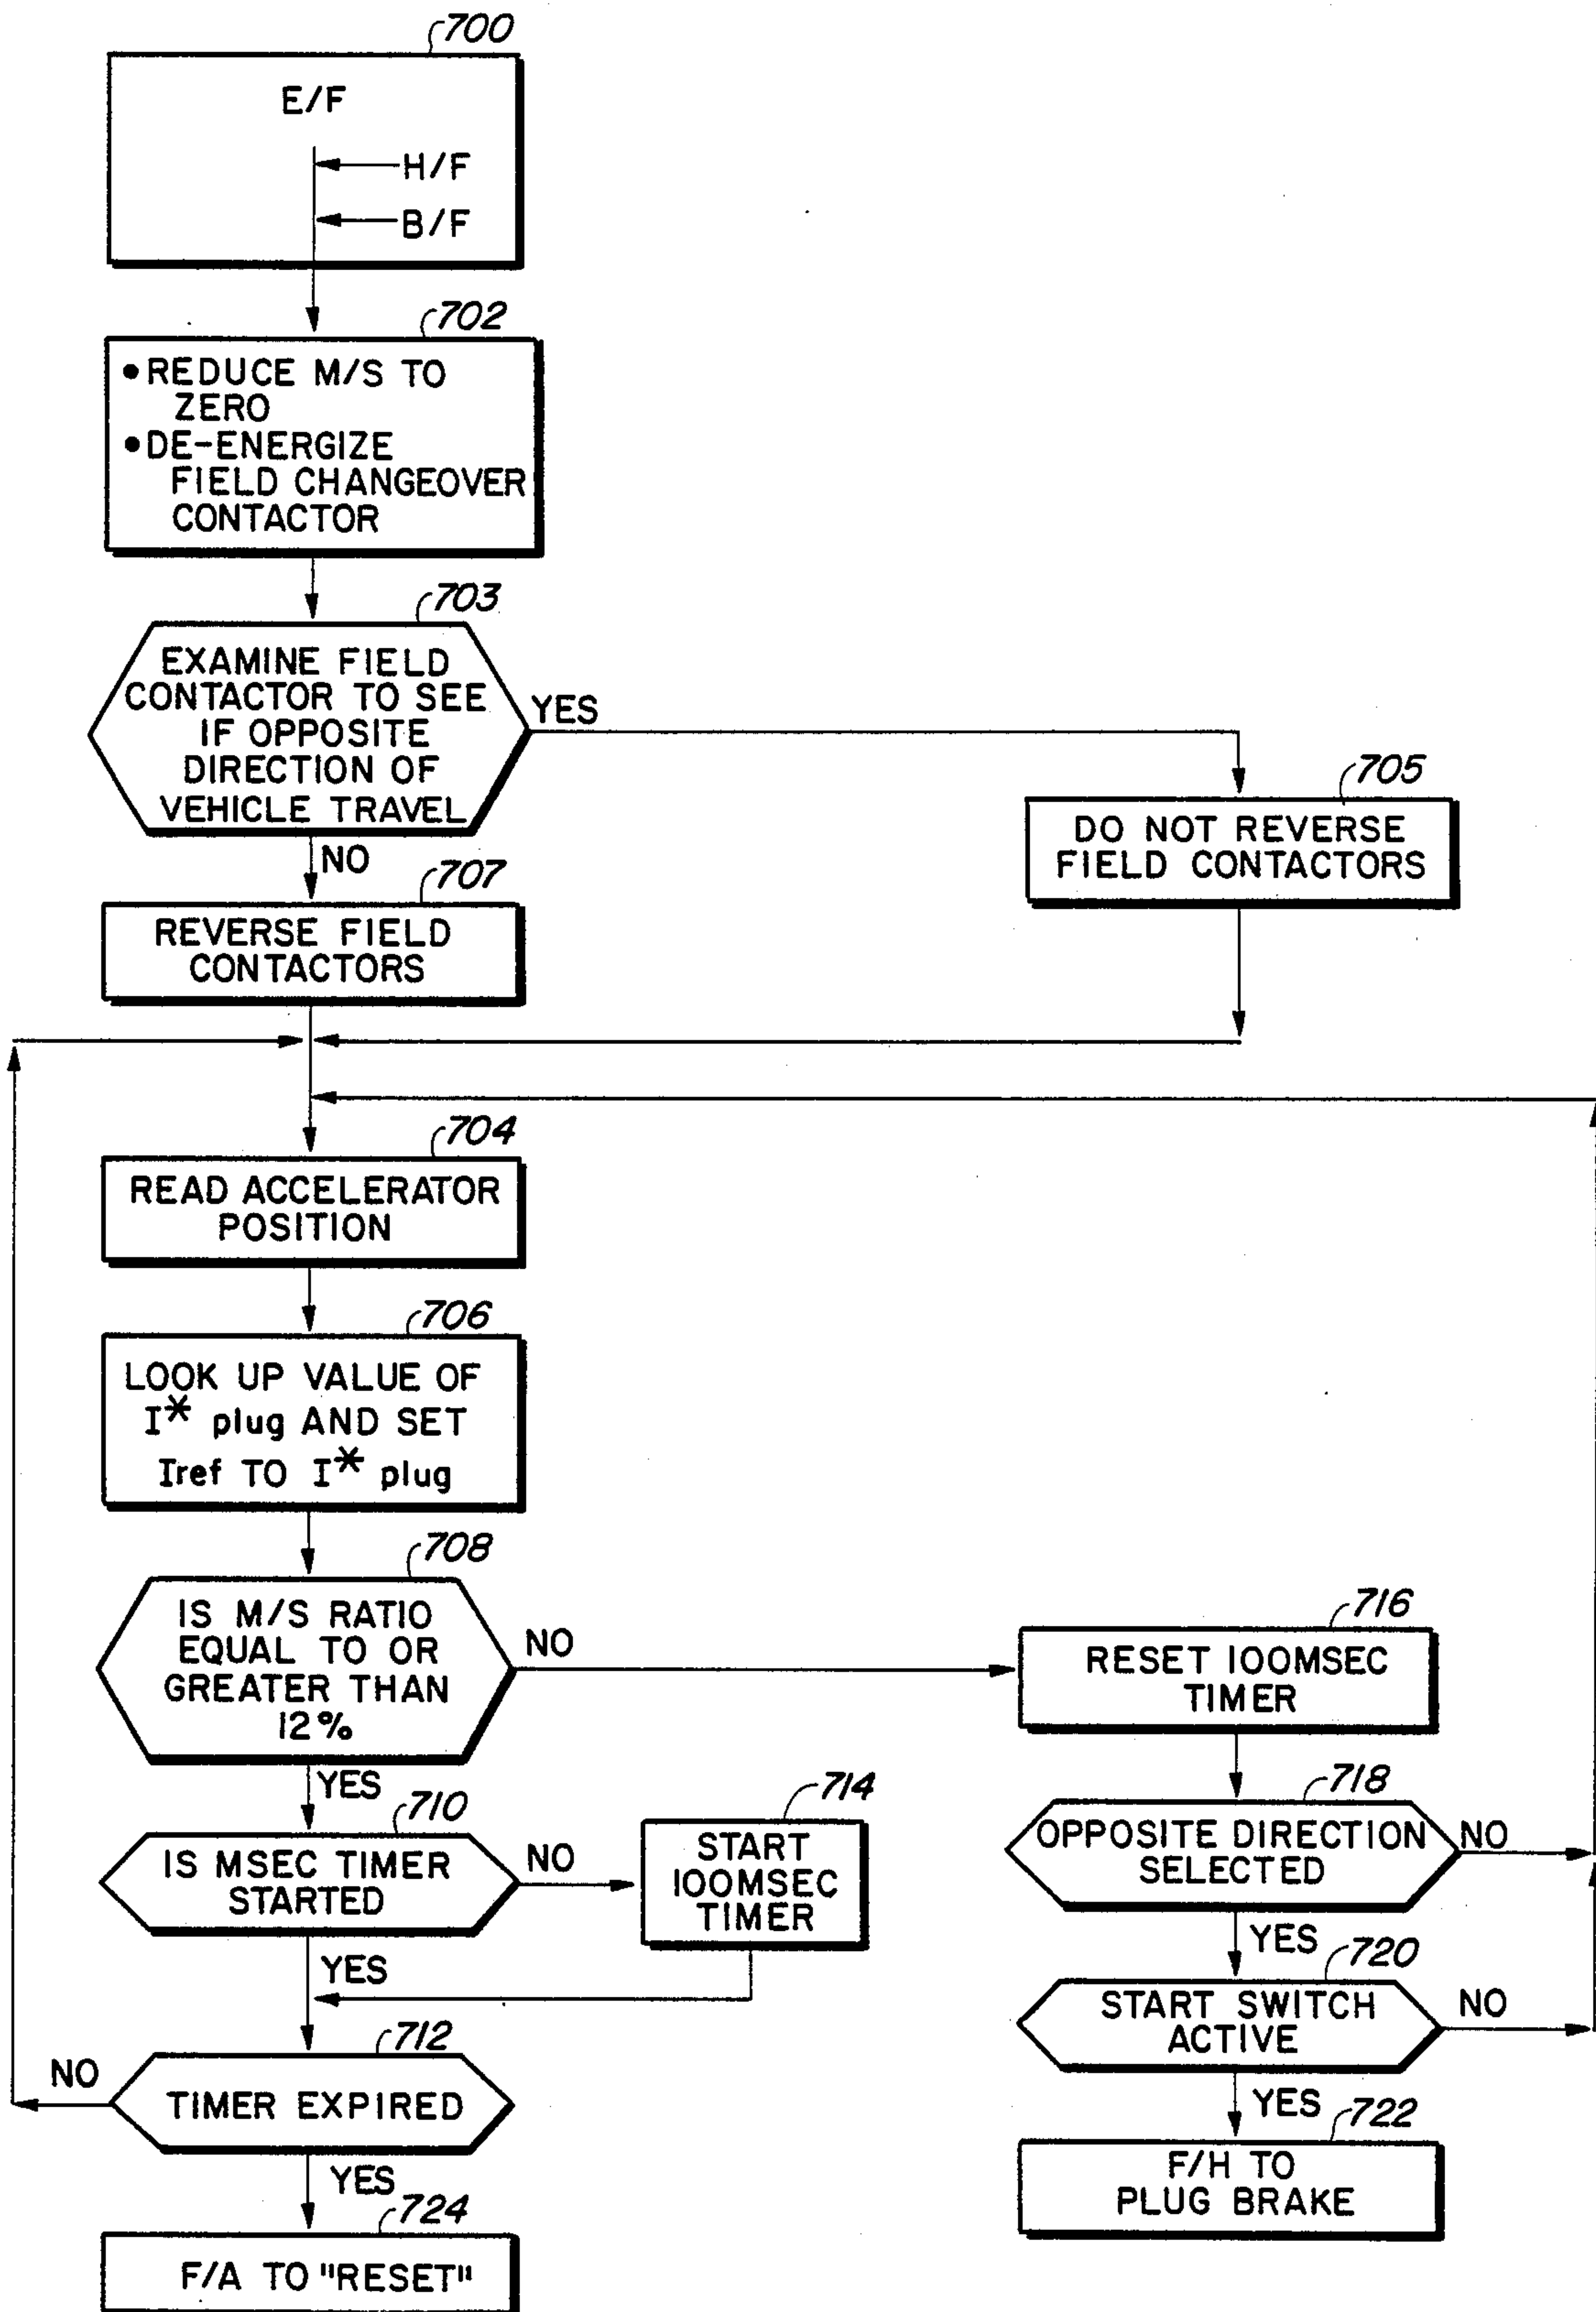 700
E/F
H/F
B/F
702
• REDUCE M/S TO
ZERO
• DE-ENERGIZE
FIELD CHANGEOVER
CONTACTOR
703
EXAMINE FIELD
CONTACTOR TO SEE
IF OPPOSITE
DIRECTION OF
VEHICLE TRAVEL
YES
705
DO NOT REVERSE
FIELD CONTACTORS
NO
707
REVERSE FIELD
CONTACTORS
704
READ ACCELERATOR
POSITION
706
LOOK UP VALUE OF
I* plug AND SET
Iref TO I* plug
708
IS M/S RATIO
EQUAL TO OR
GREATER THAN
12%
NO
716
RESET 100MSEC
TIMER
YES
710
IS MSEC TIMER
STARTED
NO
714
START
100MSEC
TIMER
718
OPPOSITE DIRECTION
SELECTED
NO
YES
YES
720
START SWITCH
ACTIVE
NO
712
TIMER EXPIRED
NO
YES
722
F/H TO
PLUG BRAKE
YES
724
F/A TO "RESET"